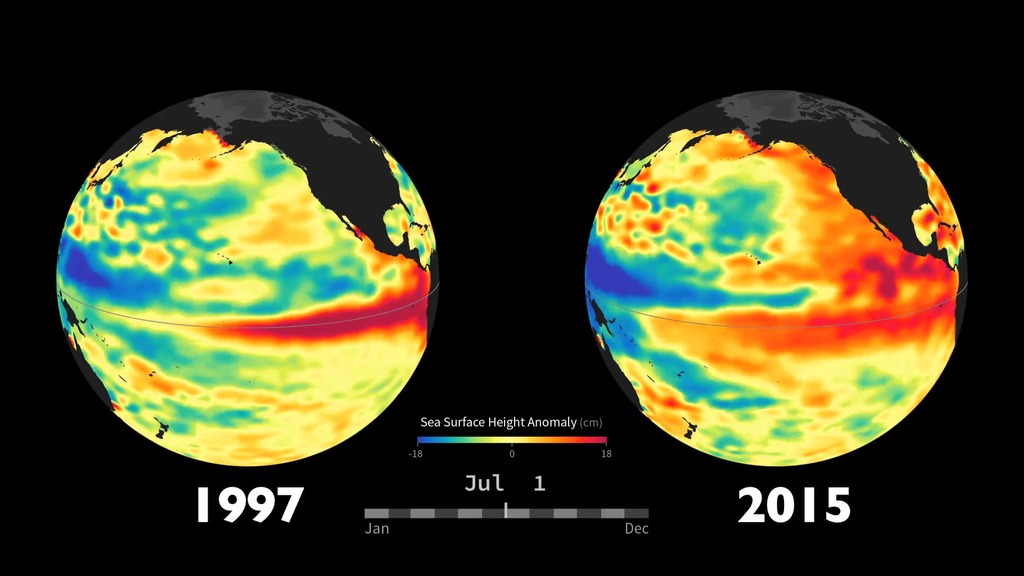 Sea Surface Height Anomaly (cm)
-18 0 18
Jul 1
1997
2015
Jan Dec